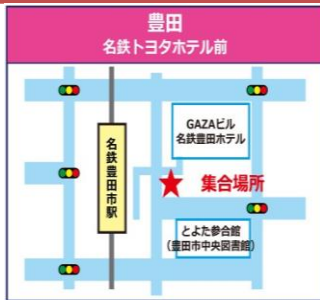 豊田
名鉄トヨタホテル前
GAZAビル
名鉄豊田ホテル
名鉄豊田市駅
集合場所
とよた参合館
(豊田市中央図書館)